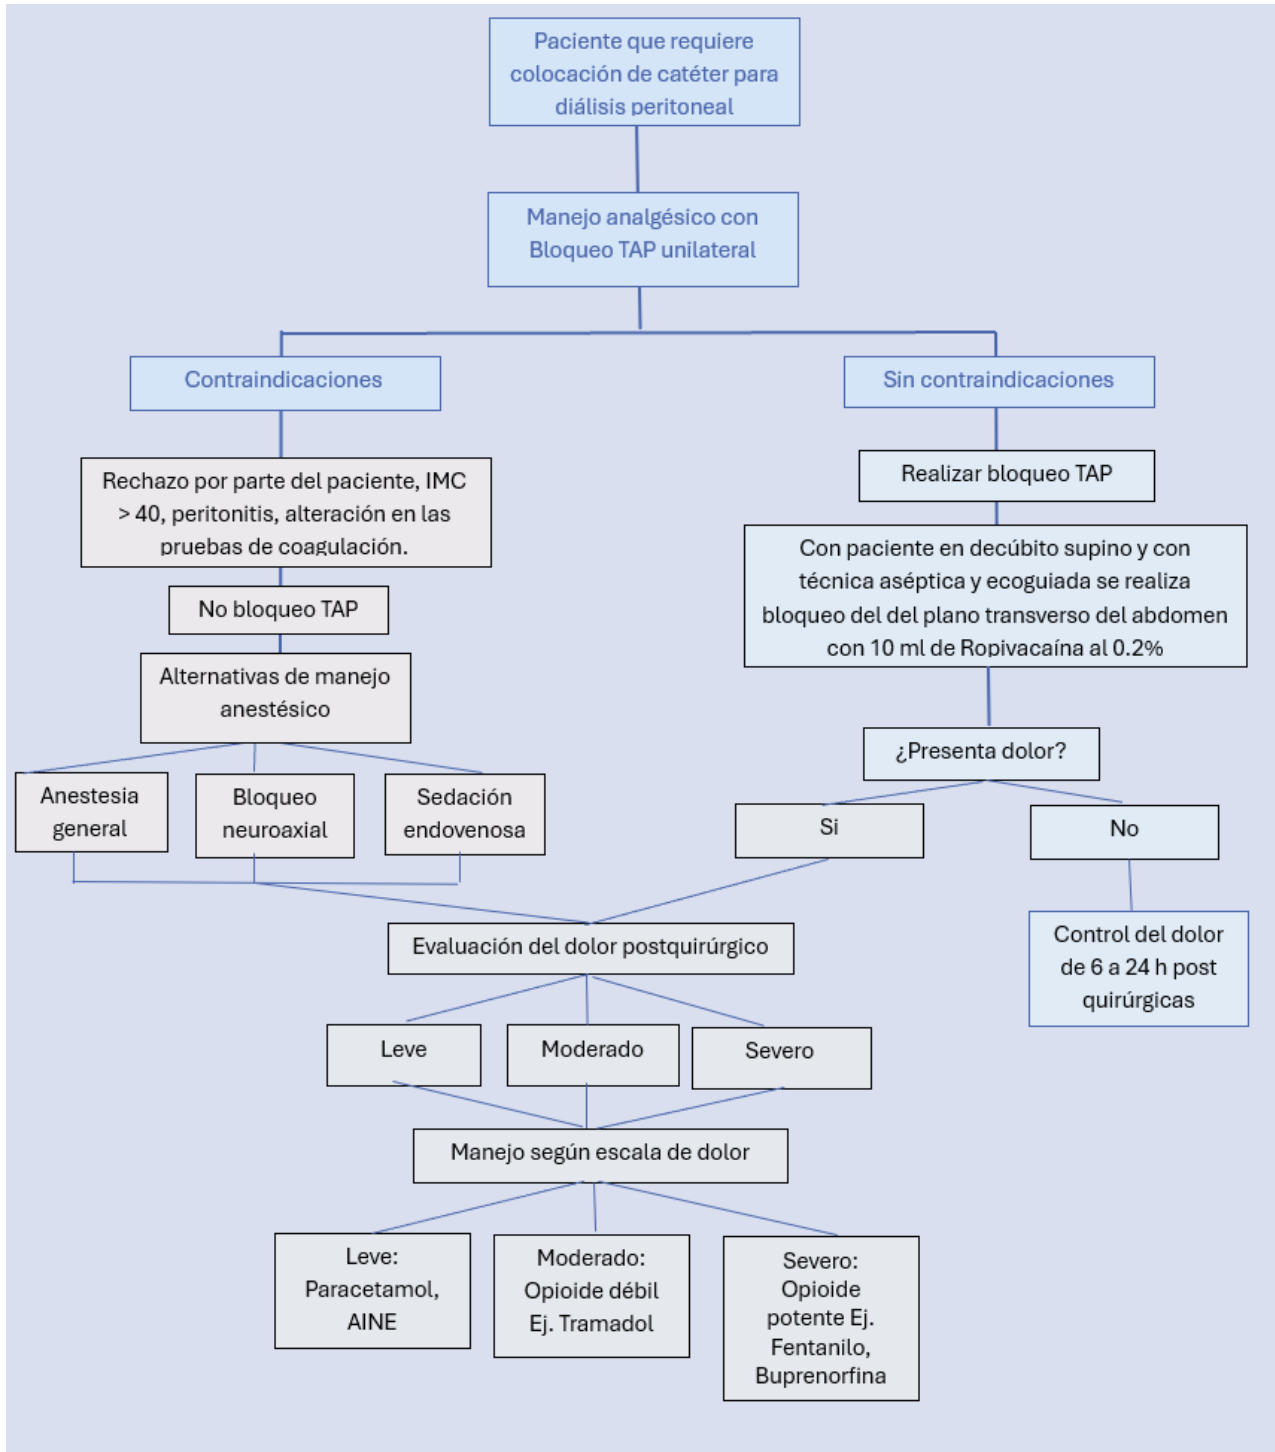 Paciente que requiere
colocación de catéter para
diálisis peritoneal
Manejo analgésico con
Bloqueo TAP unilateral
Contraindicaciones
Sin contraindicaciones
Rechazo por parte del paciente, IMC
> 40, peritonitis, alteración en las
pruebas de coagulación.
Realizar bloqueo TAP
Con paciente en decúbito supino y con
técnica aséptica y ecoguiada se realiza
bloqueo del del plano transverso del abdomen
con 10 ml de Ropivacaína al 0.2%
No bloqueo TAP
Alternativas de manejo
anestésico
¿Presenta dolor?
Anestesia
general
Bloqueo
neuroaxial
Sedación
endovenosa
Si
No
Evaluación del dolor postquirúrgico
Control del dolor
de 6 a 24 h post
quirúrgicas
Leve
Moderado
Severo
Manejo según escala de dolor
Leve:
Paracetamol,
AINE
Moderado:
Opioide débil
Ej. Tramadol
Severo:
Opioide
potente Ej.
Fentanilo,
Buprenorfina